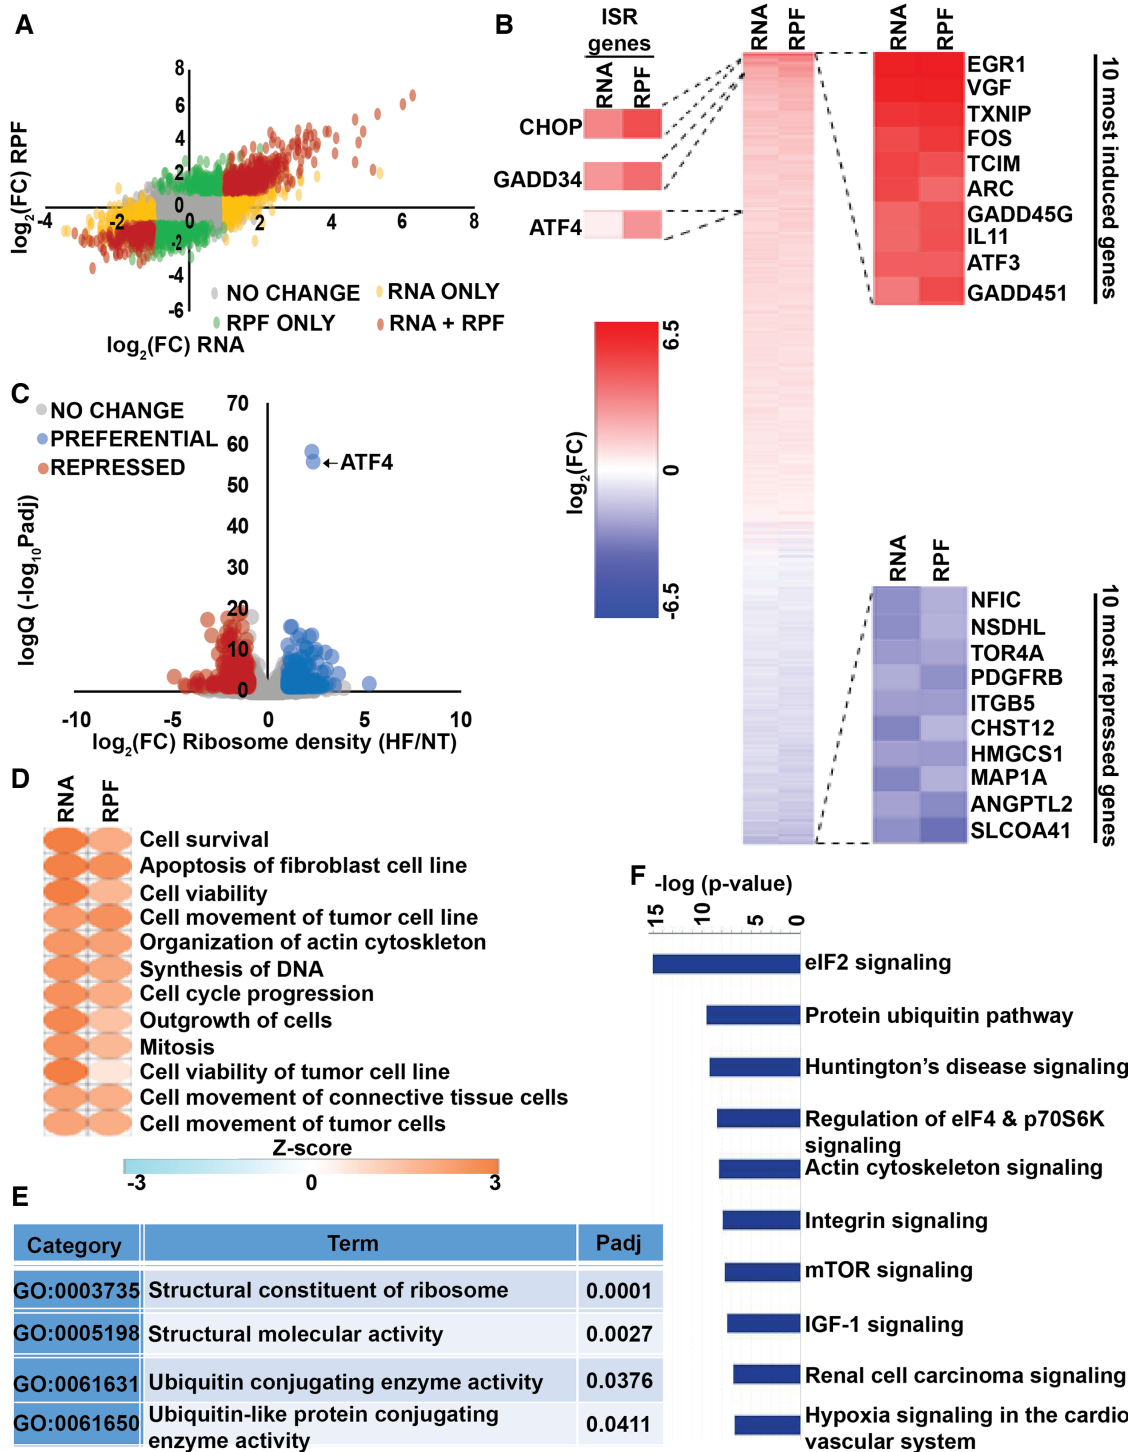 A
8
6
4
2
0
-2
-4
-6
-4
-2
0
2
4
6
8
log2(FC) RPF
log2(FC) RNA
NO CHANGE
RNA ONLY
RPF ONLY
RNA + RPF
B
ISR
genes
RNA
RPF
CHOP
GADD34
ATF4
RNA
RPF
RNA
RPF
EGR1
VGF
TXNIP
FOS
TCIM
ARC
GADD45G
IL11
ATF3
GADD451
10 most induced genes
log2(FC)
6.5
0
-6.5
RNA
RPF
NFIC
NSDHL
TOR4A
PDGFRB
ITGB5
CHST12
HMGCS1
MAP1A
ANGPTL2
SLCOA41
10 most repressed genes
C
NO CHANGE
PREFERENTIAL
REPRESSED
70
60
50
40
30
20
10
0
ATF4
logQ (-log10Padj)
-10
-5
0
5
10
log2(FC) Ribosome density (HF/NT)
D
RNA
RPF
Cell survival
Apoptosis of fibroblast cell line
Cell viability
Cell movement of tumor cell line
Organization of actin cytoskleton
Synthesis of DNA
Cell cycle progression
Outgrowth of cells
Mitosis
Cell viability of tumor cell line
Cell movement of connective tissue cells
Cell movement of tumor cells
Z-score
-3
0
3
E
Category Term Padj
GO:0003735 Structural constituent of ribosome 0.0001
GO:0005198 Structural molecular activity 0.0027
GO:0061631 Ubiquitin conjugating enzyme activity 0.0376
GO:0061650 Ubiquitin-like protein conjugating 0.0411
enzyme activity
F
-log (p-value)
15
10
5
0
eIF2 signaling
Protein ubiquitin pathway
Huntington's disease signaling
Regulation of eIF4 & p70S6K
signaling
Actin cytoskeleton signaling
Integrin signaling
mTOR signaling
IGF-1 signaling
Renal cell carcinoma signaling
Hypoxia signaling in the cardio
vascular system